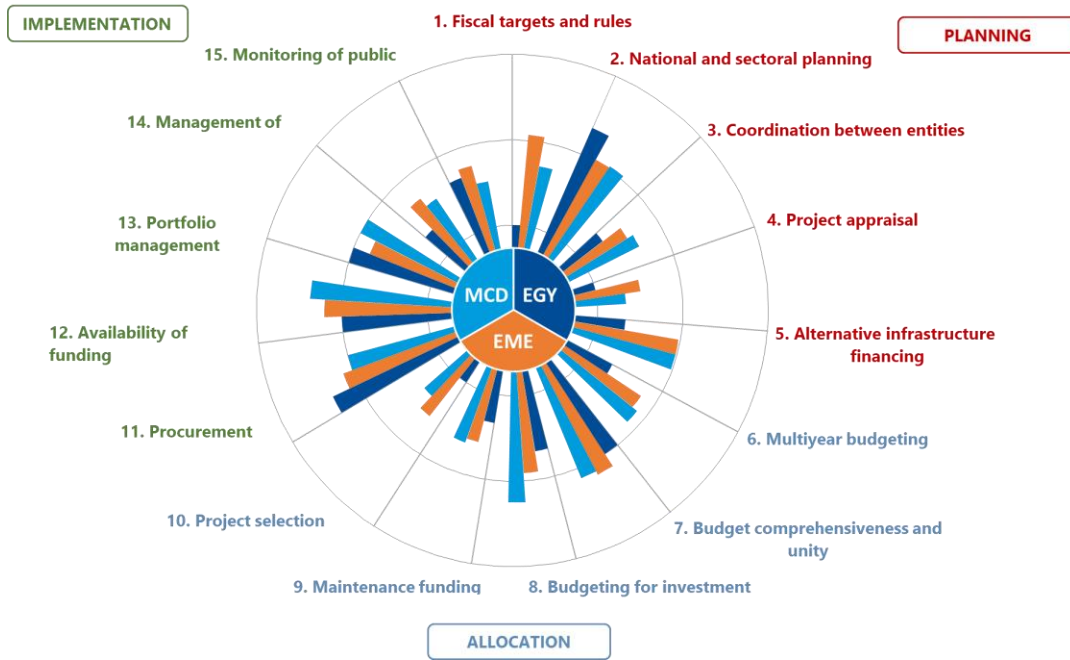 IMPLEMENTATION
1. Fiscal targets and rules
PLANNING
15. Monitoring of public
2. National and sectoral planning
14. Management of
3. Coordination between entities
13. Portfolio
management
4. Project appraisal
MCD
EGY
EME
12. Availability of
funding
5. Alternative infrastructure
financing
11. Procurement
6. Multiyear budgeting
10. Project selection
7. Budget comprehensiveness and
unity
9. Maintenance funding
8. Budgeting for investment
ALLOCATION